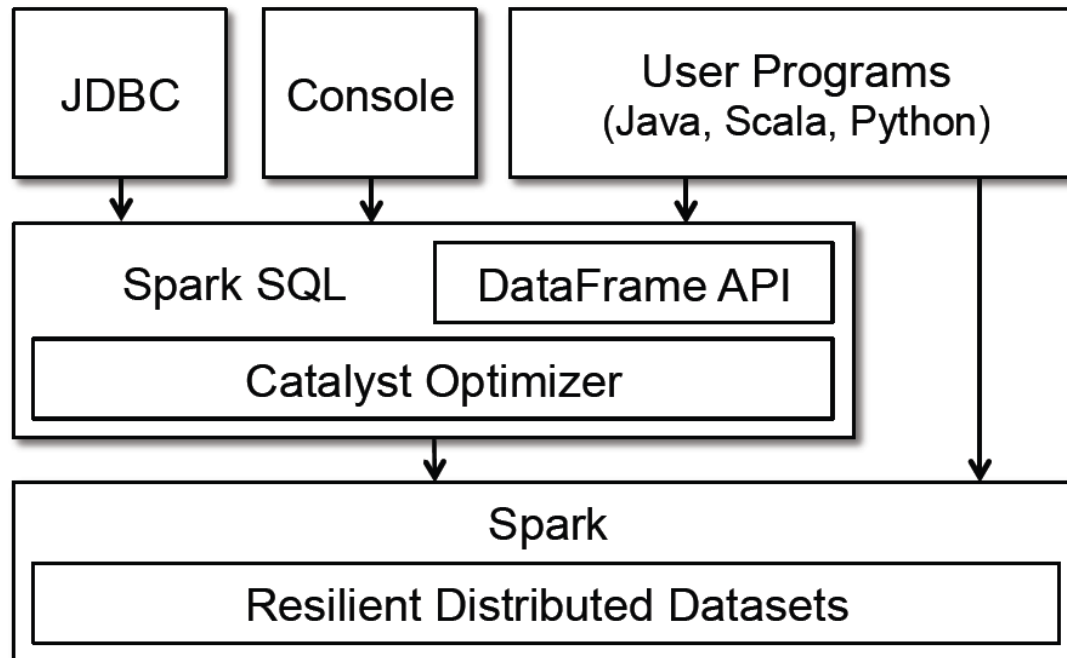 JDBC
Console
User Programs
(Java, Scala, Python)
Spark SQL
DataFrame API
Catalyst Optimizer
Spark
Resilient Distributed Datasets